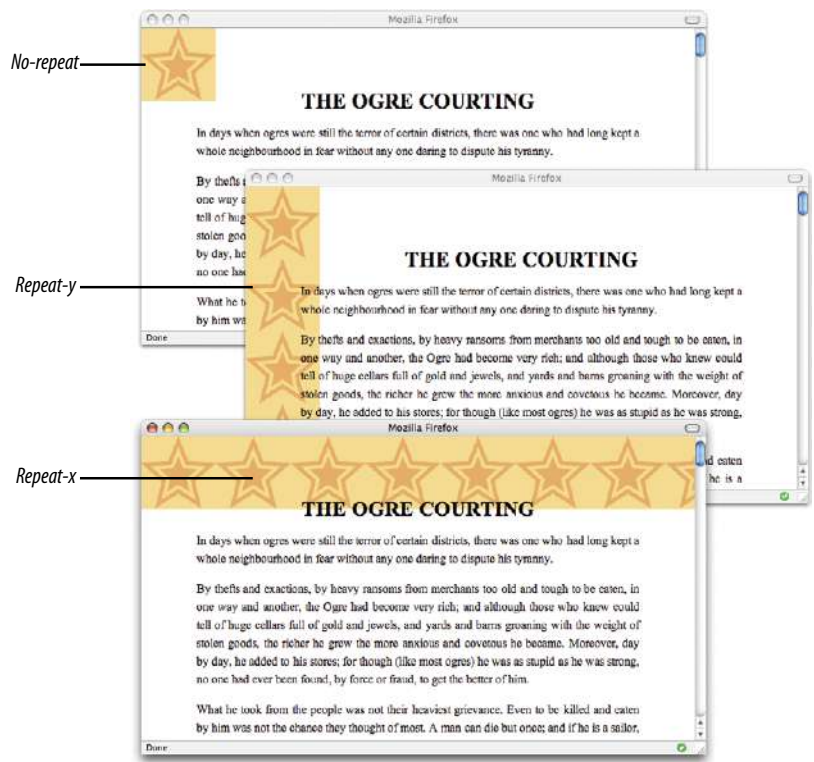 Mozilla Firefox
No-repeat
THE OGRE COURTING
In days when ogres were still the terror of certain districts, there was one who had long kept a
whole neighbourhood in fear without any one daring to dispute his tyranny.
By thefts
one way
tell of hug
stolen goo
by day, he
no one had
What he t
by him wa
Done
Mozilla Firefox
Repeat-y
THE OGRE COURTING
In days when ogres were still the terror of certain districts, there was one who had long kept a
whole neighbourhood in fear without any one daring to dispute his tyranny.
By thefts and exactions, by heavy ransoms from merchants too old and tough to be eaten, in
one way and another, the Ogre had become very rich; and although those who knew could
tell of huge cellars full of gold and jewels, and yards and barns groaning with the weight of
stolen goods, the richer he grew the more anxious and covetous he became. Moreover, day
by day, he added to his stores; for though (like most ogres) he was as stupid as he was strong,
d eaten
he is a
Mozilla Firefox
Repeat-x
THE OGRE COURTING
In days when ogres were still the terror of certain districts, there was one who had long kept a
whole neighbourhood in fear without any one daring to dispute his tyranny.
By thefts and exactions, by heavy ransoms from merchants too old and tough to be eaten, in
one way and another, the Ogre had become very rich; and although those who knew could
tell of huge cellars full of gold and jewels, and yards and barns groaning with the weight of
stolen goods, the richer he grew the more anxious and covetous he became. Moreover, day
by day, he added to his stores; for though (like most ogres) he was as stupid as he was strong,
no one had ever been found, by force or fraud, to get the better of him.
What he took from the people was not their heaviest grievance. Even to be killed and eaten
by him was not the chance they thought of most. A man can die but once; and if he is a sailor,
Done